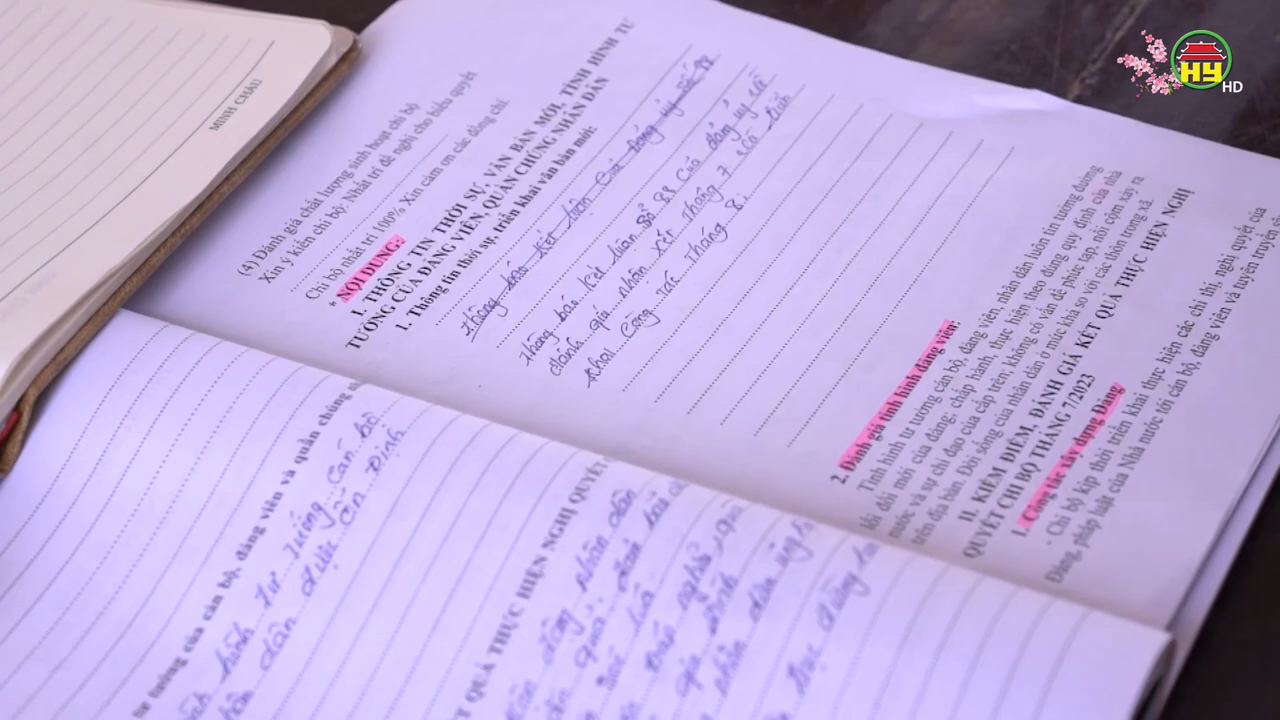 MINH CHÂU
(4) Đánh giá chất lượng sinh hoạt chi bộ
Xin ý kiến chi bộ: Nhất trí đề nghị cho biểu quyết
Chi bộ nhất trí 100% Xin cảm ơn các đồng chí.
* NỘI DUNG:
I. THÔNG TIN THỜI SỰ, VĂN BẢN MỚI, TÌNH HÌNH TƯ
TƯỞNG CỦA ĐẢNG VIÊN, QUẦN CHÚNG NHÂN DÂN
1. Thông tin thời sự, triển khai văn bản mới:
thông báo kết luận của đảng ủy số 88
thông báo kết luận số 88 của đảng ủy về
đánh giá nhận xét tháng 7
khai công tác tháng 8.
2. Đánh giá tình hình đảng viên:
Tình hình tư tưởng cán bộ, đảng viên, nhân dân luôn tin tưởng đường
lối đổi mới của đảng; chấp hành, thực hiện theo đúng quy định của nhà
nước và sự chỉ đạo của cấp trên; không có vấn đề phức tạp, nổi cộm xảy ra
trên địa bàn. Đời sống của nhân dân ở mức khá so với các thôn trong xã.
II. KIỂM ĐIỂM, ĐÁNH GIÁ KẾT QUẢ THỰC HIỆN NGHỊ
QUYẾT CHI BỘ THÁNG 7/2023
1. Công tác xây dựng Đảng:
- Chi bộ kịp thời triển khai thực hiện các chỉ thị, nghị quyết của
Đảng, pháp luật của Nhà nước tới cán bộ, đảng viên và tuyên truyền
tư tưởng của cán bộ, đảng viên và quần chúng
hình tư tưởng cán bộ
dân được ổn định
QUẢ THỰC HIỆN NGHỊ QUYẾT
HY
HD